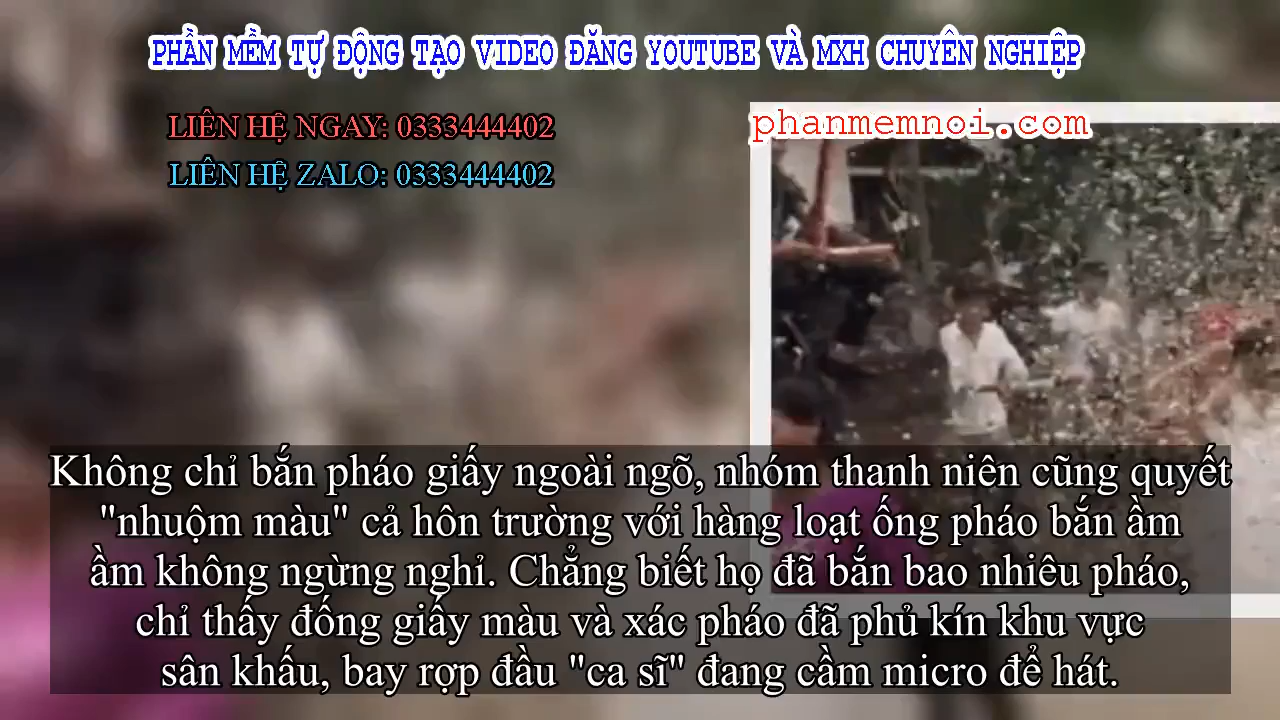 PHẦN MỀM TỰ ĐỘNG TẠO VIDEO ĐĂNG YOUTUBE VÀ MXH CHUYÊN NGHIỆP
LIÊN HỆ NGAY: 0333444402
phanmemnoi.com
LIÊN HỆ ZALO: 0333444402
Không chỉ bắn pháo giấy ngoài ngõ, nhóm thanh niên cũng quyết
"nhuộm màu" cả hôn trường với hàng loạt ống pháo bắn ầm
ầm không ngừng nghỉ. Chẳng biết họ đã bắn bao nhiêu pháo,
chỉ thấy đống giấy màu và xác pháo đã phủ kín khu vực
sân khấu, bay rợp đầu "ca sĩ" đang cầm micro để hát.